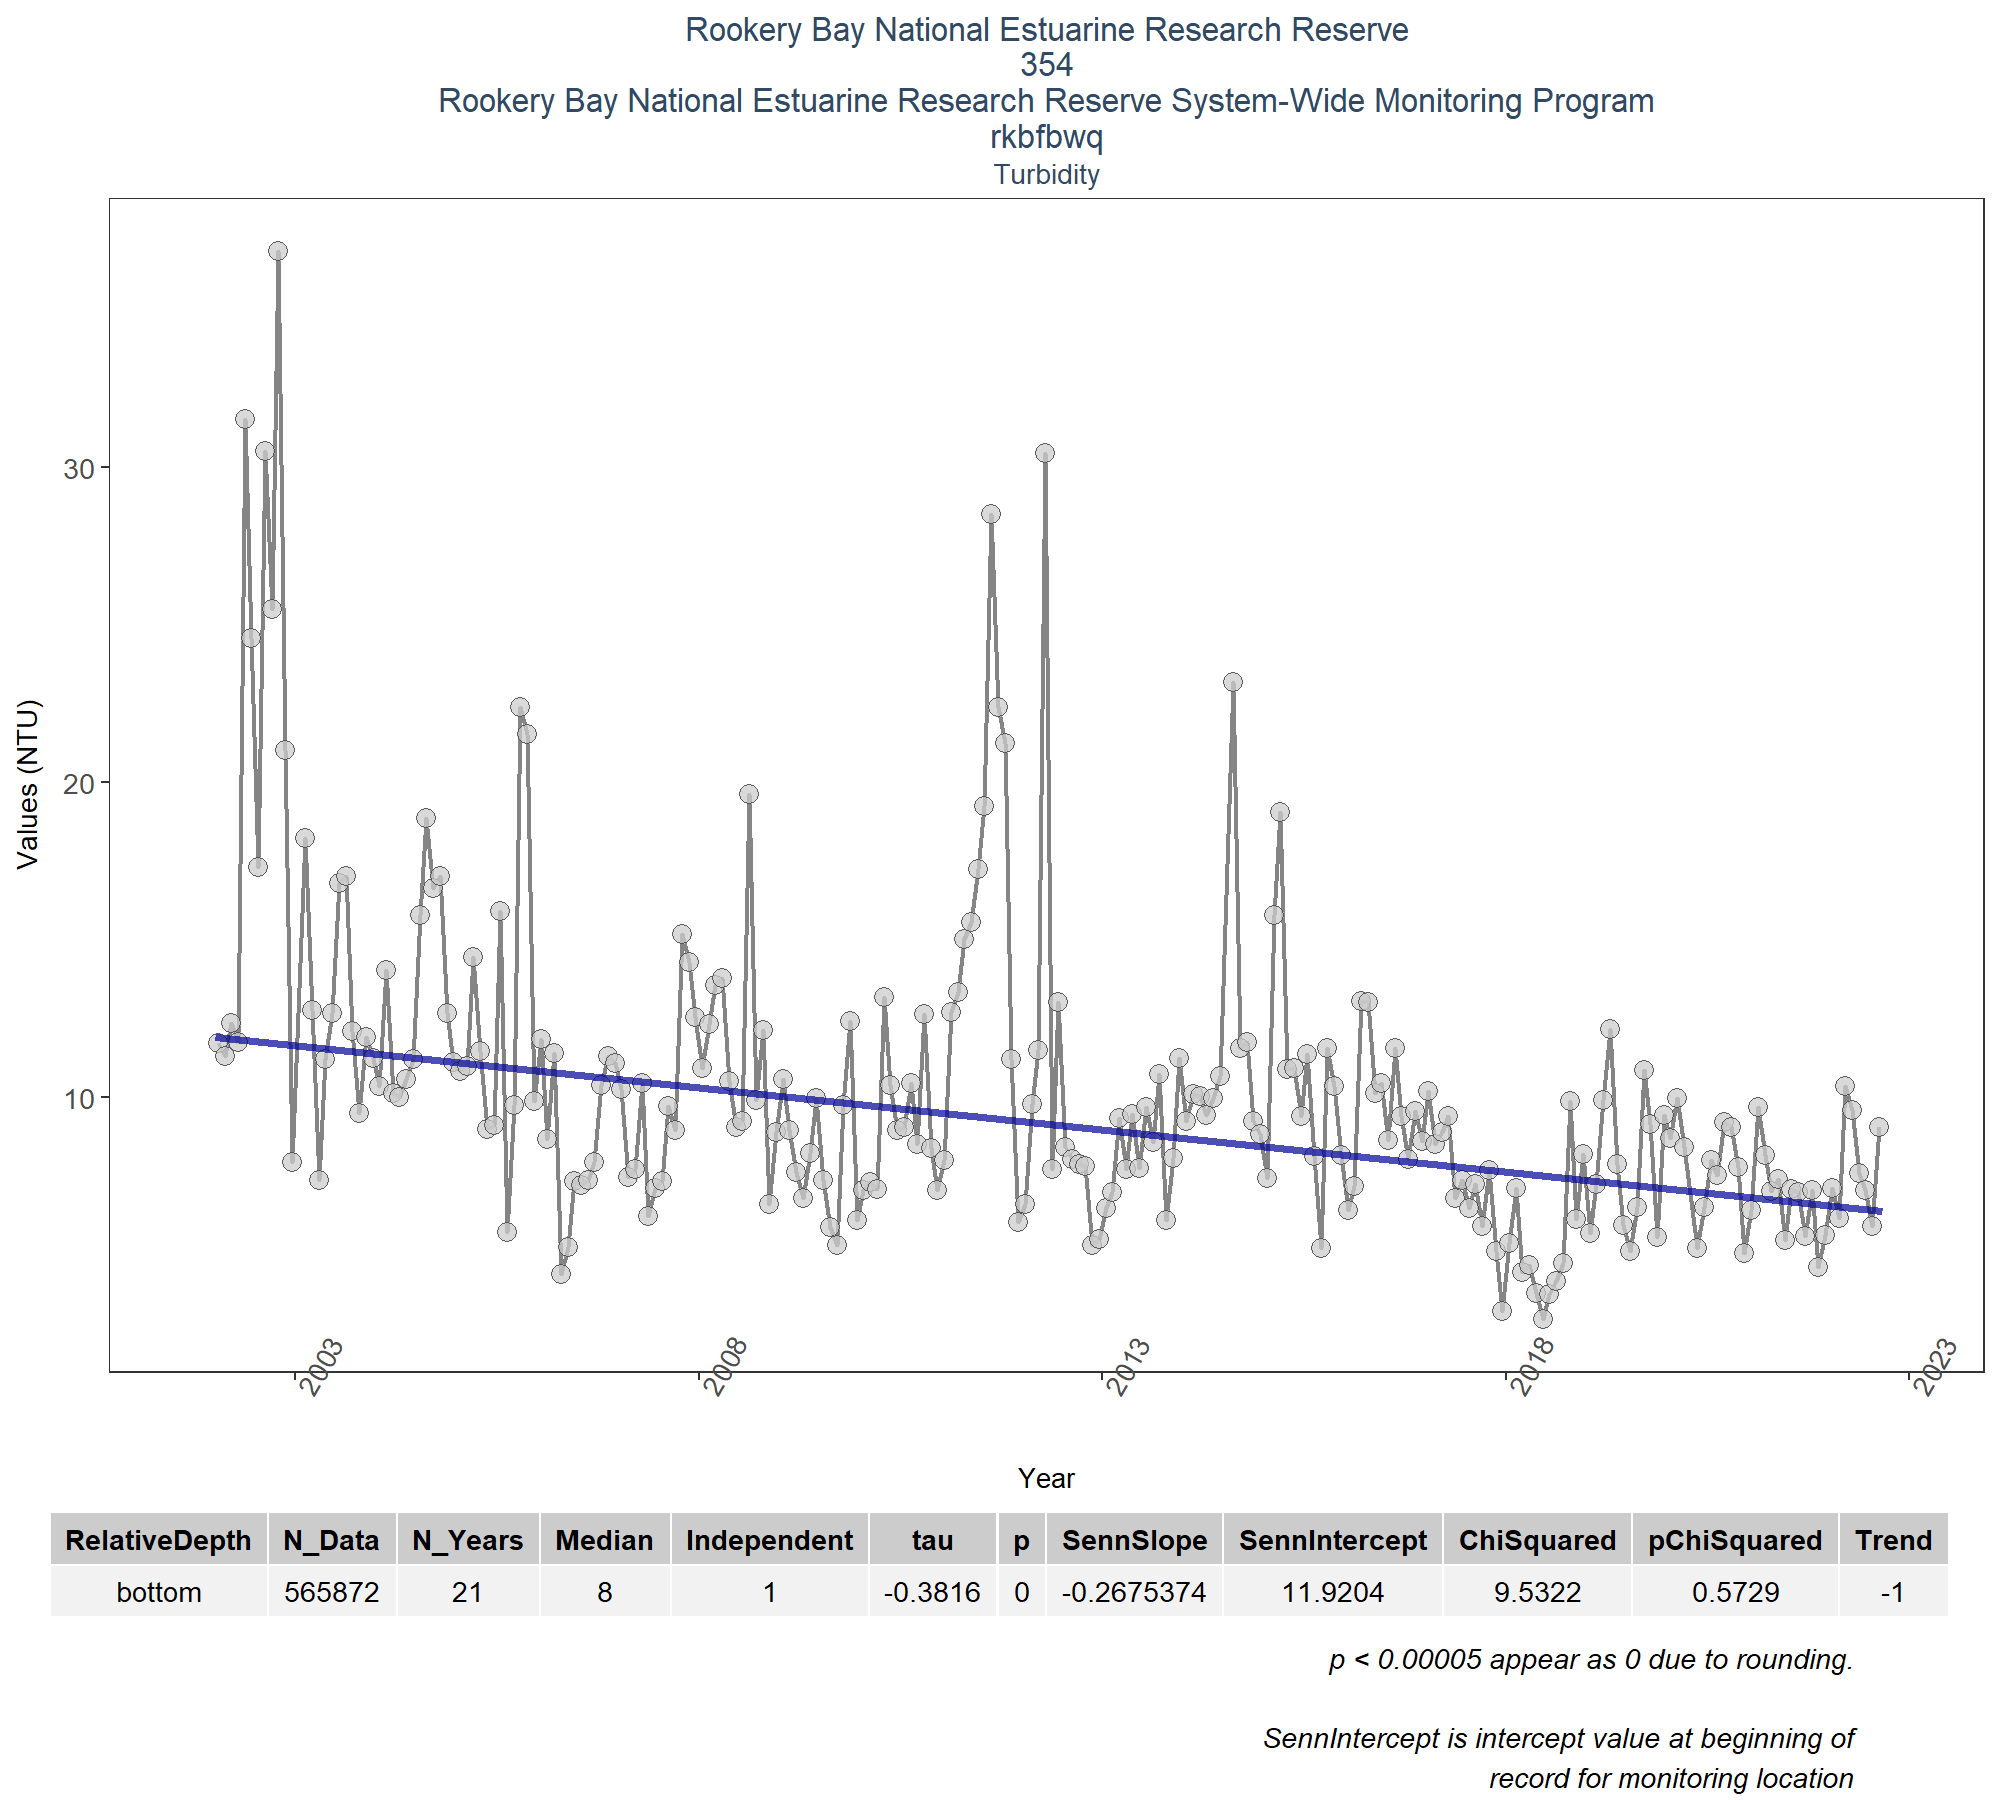 Rookery Bay National Estuarine Research Reserve
354
Rookery Bay National Estuarine Research Reserve System-Wide Monitoring Program
rkbfbwq
Turbidity
Values (NTU)
30
20
10
2003
2008
2013
2018
2023
Year
RelativeDepth N_Data N_Years Median Independent tau p SennSlope SennIntercept ChiSquared pChiSquared Trend
bottom 565872 21 8 1 -0.3816 0 -0.2675374 11.9204 9.5322 0.5729 -1
p < 0.00005 appear as 0 due to rounding.
SennIntercept is intercept value at beginning of
record for monitoring location